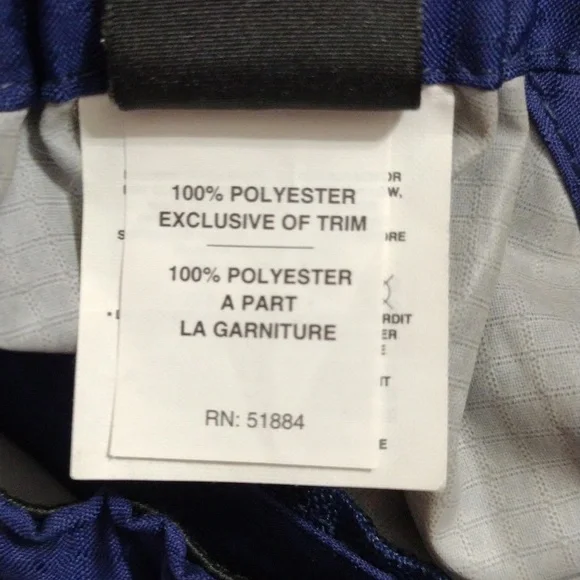 100% POLYESTER
EXCLUSIVE OF TRIM
100% POLYESTER
A PART
LA GARNITURE
RN: 51884